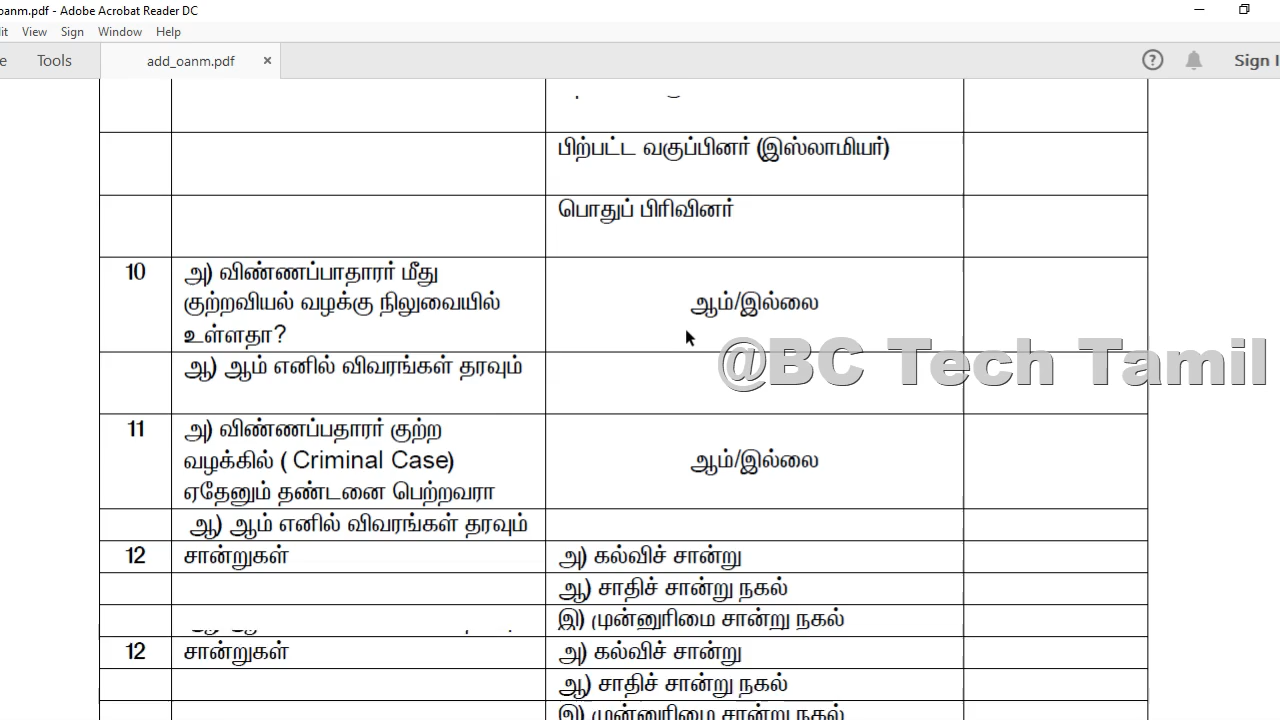 oanm.pdf - Adobe Acrobat Reader DC
it View Sign Window Help
e Tools add_oanm.pdf × ? Sign I
பிற்பட்ட வகுப்பினர் (இஸ்லாமியர்)
பொதுப் பிரிவினர்
10 அ) விண்ணப்பாதாரர் மீது
குற்றவியல் வழக்கு நிலுவையில் ஆம்/இல்லை
உள்ளதா?
@BC Tech Tamil
ஆ) ஆம் எனில் விவரங்கள் தரவும்
11 அ) விண்ணப்பதாரர் குற்ற
வழக்கில் ( Criminal Case) ஆம்/இல்லை
ஏதேனும் தண்டனை பெற்றவரா
ஆ) ஆம் எனில் விவரங்கள் தரவும்
12 சான்றுகள் அ) கல்விச் சான்று
ஆ) சாதிச் சான்று நகல்
இ) முன்னுரிமை சான்று நகல்
12 சான்றுகள் அ) கல்விச் சான்று
ஆ) சாதிச் சான்று நகல்
இ) முன்னுரிமை சான்று நகல்